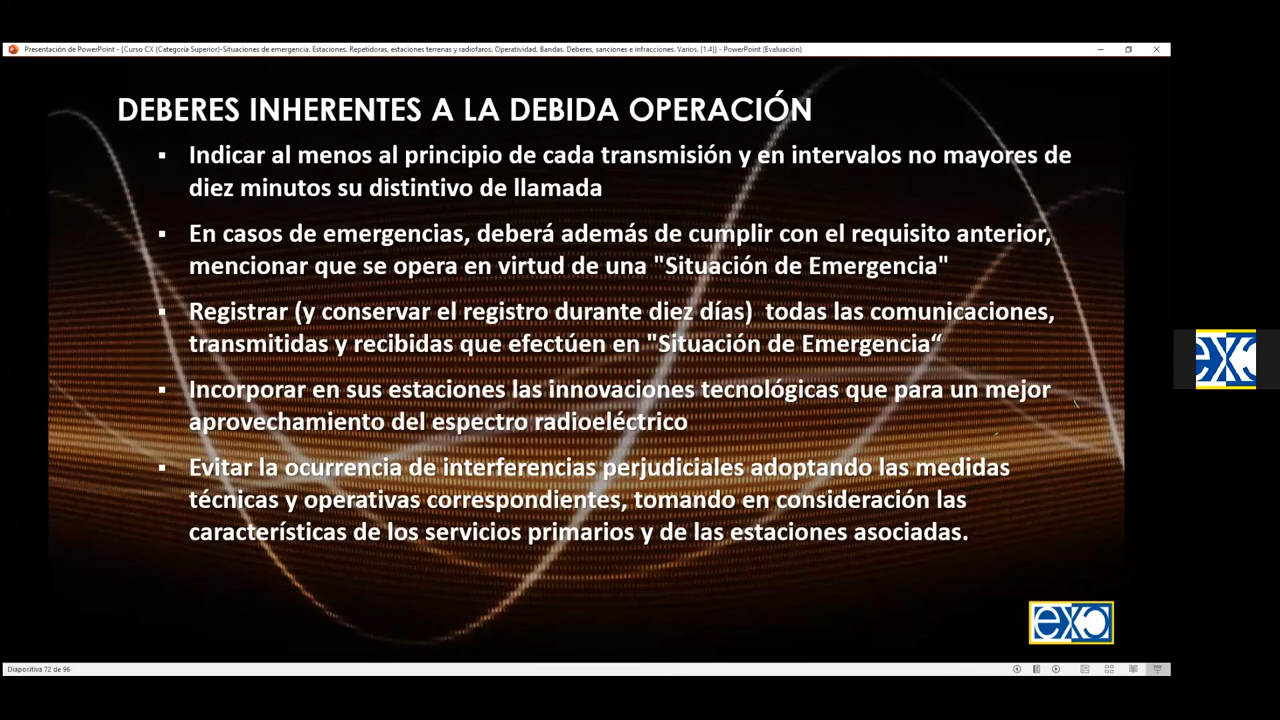 Presentación de PowerPoint - [Curso CX (Categoría Superior)-Situaciones de emergencia. Estaciones. Repetidoras, estaciones terrenas y radiofaros. Operatividad. Bandas. Deberes, sanciones e infracciones. Varios. [1.4]] - PowerPoint (Evaluación)
DEBERES INHERENTES A LA DEBIDA OPERACIÓN
▪ Indicar al menos al principio de cada transmisión y en intervalos no mayores de
diez minutos su distintivo de llamada
▪ En casos de emergencias, deberá además de cumplir con el requisito anterior,
mencionar que se opera en virtud de una "Situación de Emergencia"
▪ Registrar (y conservar el registro durante diez días)  todas las comunicaciones,
transmitidas y recibidas que efectúen en "Situación de Emergencia“
▪ Incorporar en sus estaciones las innovaciones tecnológicas que para un mejor
aprovechamiento del espectro radioeléctrico
▪ Evitar la ocurrencia de interferencias perjudiciales adoptando las medidas
técnicas y operativas correspondientes, tomando en consideración las
características de los servicios primarios y de las estaciones asociadas.
Diapositiva 72 de 96